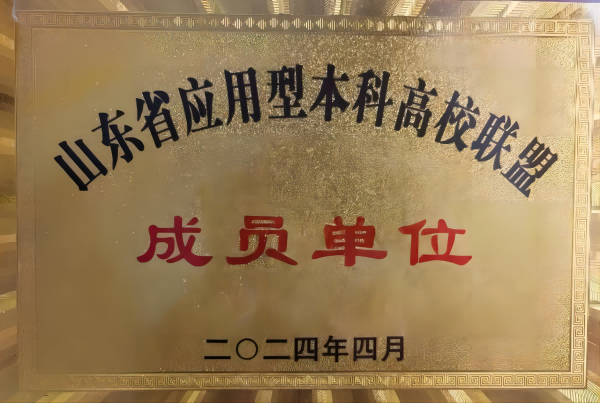 山东省应用型本科高校联盟
成员单位
二〇二四年四月